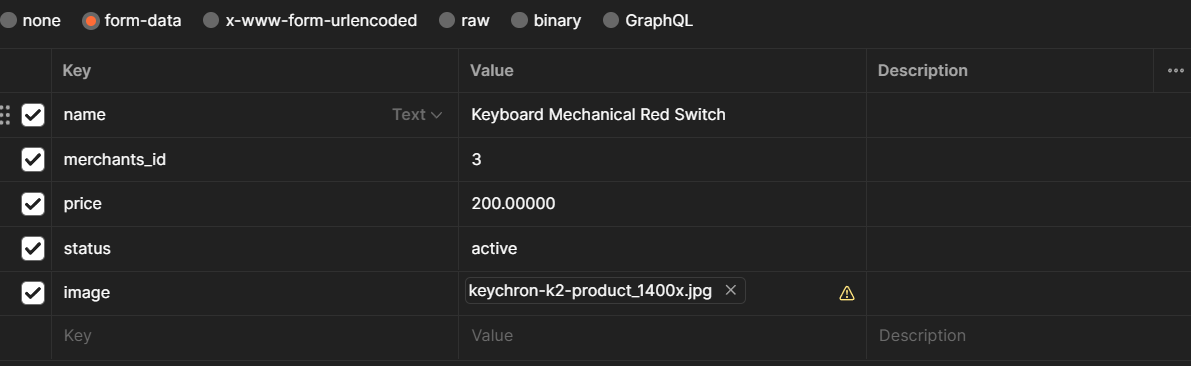 none form-data x-www-form-urlencoded raw binary GraphQL
Key Value Description
name Text Keyboard Mechanical Red Switch
merchants_id 3
price 200.00000
status active
image keychron-k2-product_1400x.jpg
Key Value Description